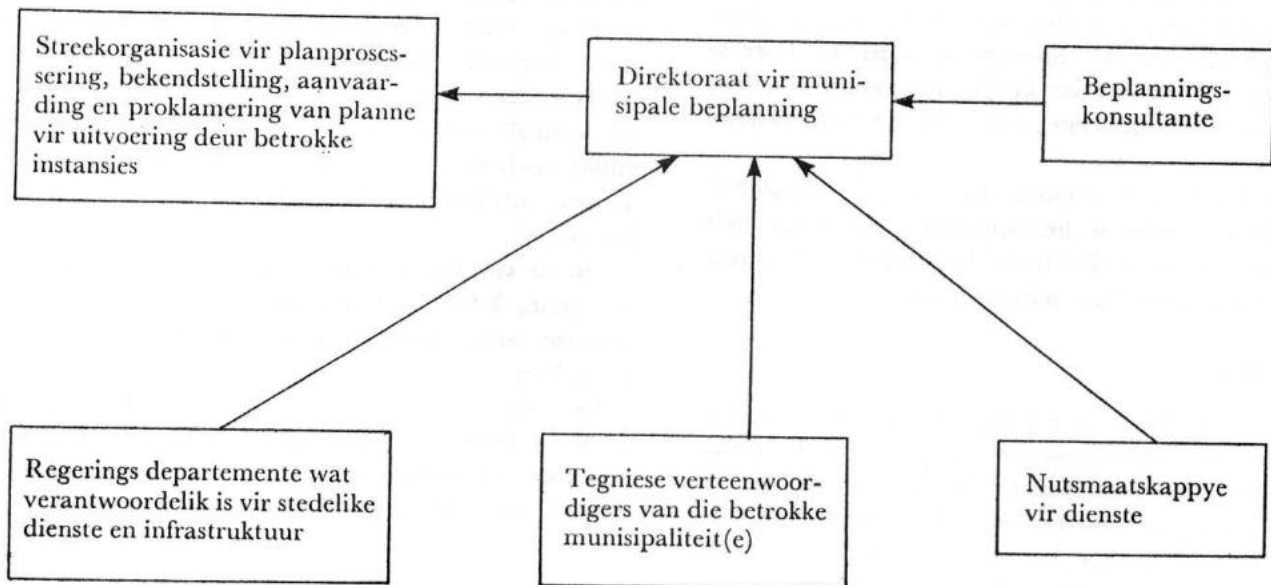 Streekorganisasie vir planproses-
sering, bekendstelling, aanvaar-
ding en proklamering van planne
vir uitvoering deur betrokke
instansies
Direktoraat vir muni-
sipale beplanning
Beplannings-
konsultante
Regerings departemente wat
verantwoordelik is vir stedelike
dienste en infrastruktuur
Tegniese verteenwoor-
digers van die betrokke
munisipaliteit(e)
Nutsmaatskappye
vir dienste